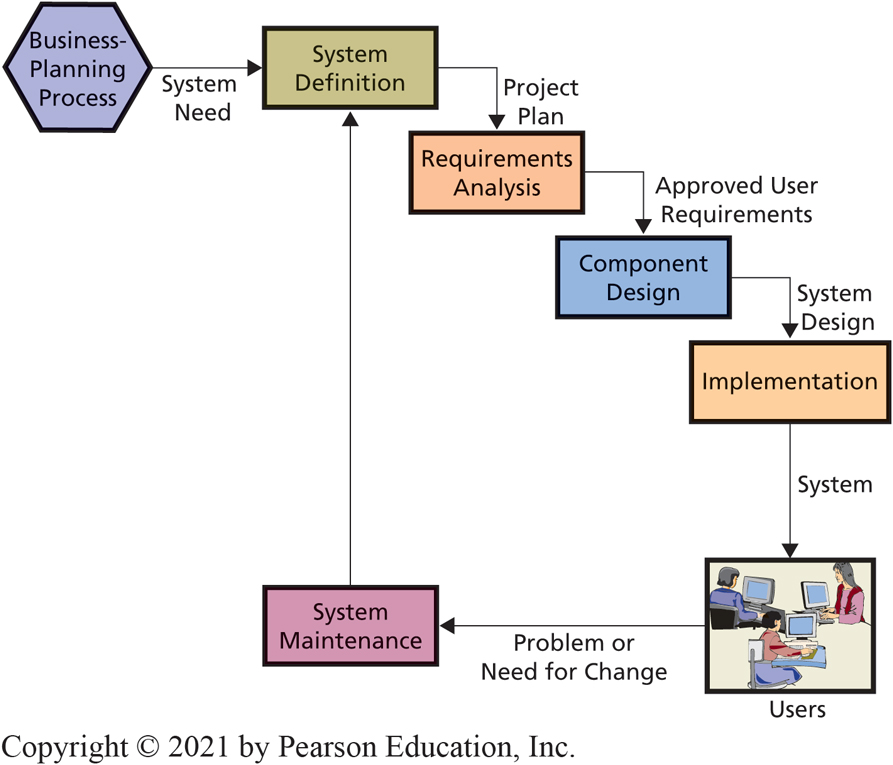 Business-
Planning
Process
System
Need
System
Definition
Project
Plan
Requirements
Analysis
Approved User
Requirements
Component
Design
System
Design
Implementation
System
System
Maintenance
Problem or
Need for Change
Users
Copyright © 2021 by Pearson Education, Inc.